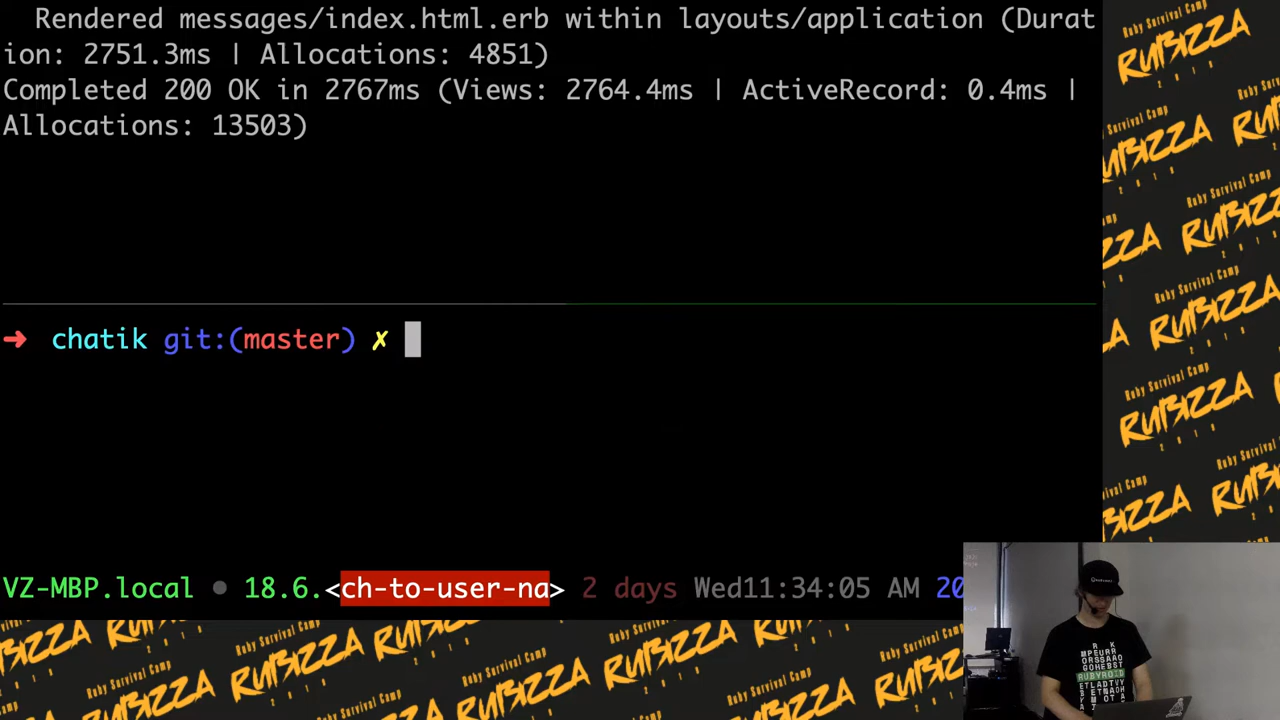 Rendered messages/index.html.erb within layouts/application (Durat
ion: 2751.3ms | Allocations: 4851)
Completed 200 OK in 2767ms (Views: 2764.4ms | ActiveRecord: 0.4ms |
Allocations: 13503)
➜ chatik git:(master) ✗
VZ-MBP.local • 18.6.<ch-to-user-na> 2 days Wed11:34:05 AM 20
Ruby Survival Camp
RUBIZZA
2019
RUBYROID